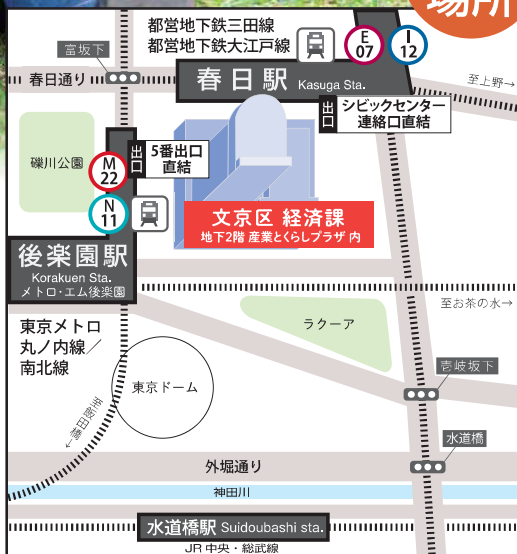 場所
都営地下鉄三田線
都営地下鉄大江戸線
E
07
I
12
富坂下
春日通り
春日駅 Kasuga Sta.
至上野→
出口
シビックセンター
連絡口直結
礫川公園
M
22
出口
5番出口
直結
N
11
文京区 経済課
地下2階 産業とくらしプラザ 内
後楽園駅
Korakuen Sta.
メトロ・エム後楽園
至お茶の水→
東京メトロ
丸ノ内線／
南北線
ラクーア
壱岐坂下
東京ドーム
至飯田橋→
水道橋
外堀通り
神田川
水道橋駅 Suidoubashi sta.
JR中央・総武線